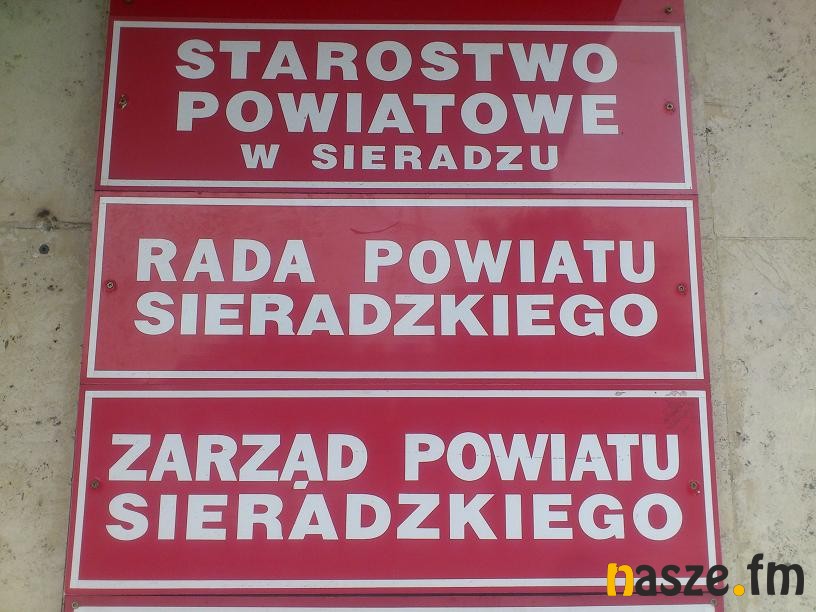 STAROSTWO
POWIATOWE
W SIERADZU
RADA POWIATU
SIERADZKIEGO
ZARZĄD POWIATU
SIERADZKIEGO
nasze.fm